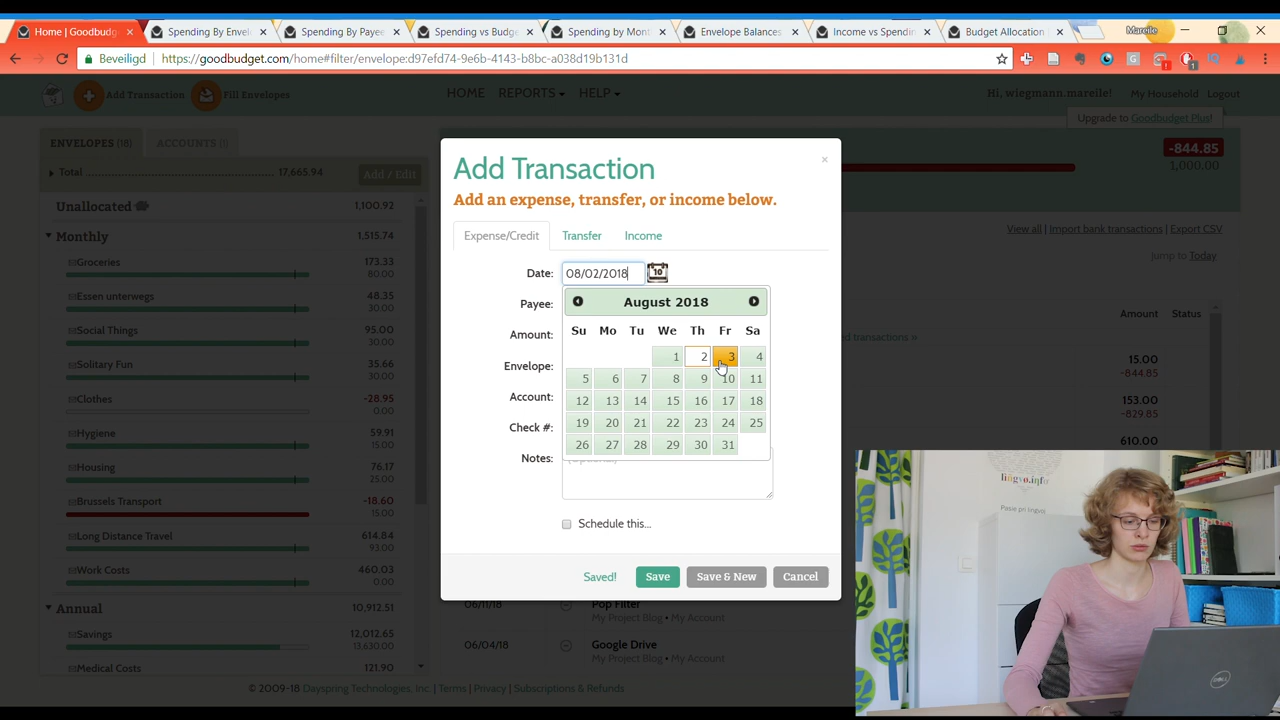 Home | Goodbudg
Spending By Envel
Spending By Payee
Spending vs Budge
Spending by Mont
Envelope Balances
Income vs Spendin
Budget Allocation
Mareile
Beveiligd
https://goodbudget.com/home#filter/envelope:d97efd74-9e6b-4143-b8bc-a038d19b131d
Add Transaction
Fill Envelopes
HOME REPORTS HELP
Hi, wiegmann.mareile!
My Household
Logout
Upgrade to Goodbudget Plus!
ENVELOPES (18)
ACCOUNTS (1)
Total 17,665.94
Add / Edit
Unallocated 1,100.92
Monthly 1,515.74
Groceries 173.33
80.00
Essen unterwegs 48.35
30.00
Social Things 95.00
30.00
Solitary Fun 35.66
30.00
Clothes -28.95
0.00
Hygiene 59.91
15.00
Housing 76.17
25.00
Brussels Transport -18.60
15.00
Long Distance Travel 614.84
93.00
Work Costs 460.03
0.00
Annual 10,912.51
Savings 12,012.65
13,630.00
Medical Costs 121.90
Add Transaction
×
Add an expense, transfer, or income below.
Expense/Credit
Transfer
Income
Date: 08/02/2018
10
Payee:
Amount:
Envelope:
Account:
Check #:
Notes:
August 2018
Su Mo Tu We Th Fr Sa
1 2 3 4
5 6 7 8 9 10 11
12 13 14 15 16 17 18
19 20 21 22 23 24 25
26 27 28 29 30 31
(Optional)
Schedule this...
Saved!
Save
Save & New
Cancel
-844.85
1,000.00
View all | Import bank transactions | Export CSV
Jump to Today
Amount Status
d transactions »
15.00
-844.85
153.00
-829.85
610.00
06/11/18
Pop Filter
My Project Blog • My Account
06/04/18
Google Drive
My Project Blog • My Account
© 2009-18 Dayspring Technologies, Inc. | Terms | Privacy | Subscriptions & Refunds
lingvo.info
Pasie pri lingvoj
DELL